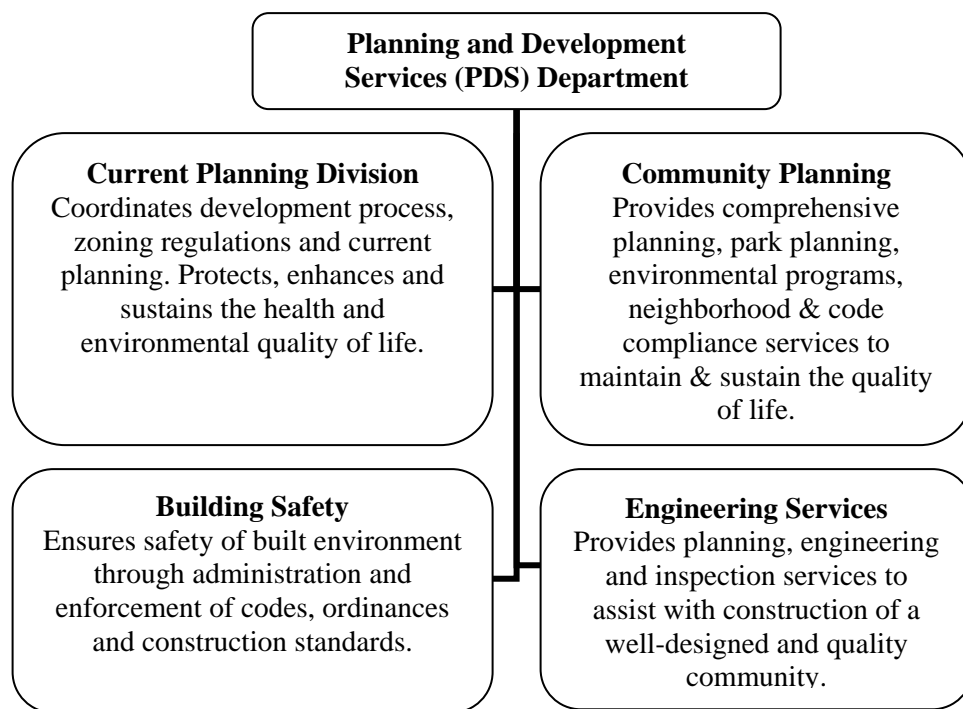 Planning and Development
Services (PDS) Department
Current Planning Division
Coordinates development process,
zoning regulations and current
planning. Protects, enhances and
sustains the health and
environmental quality of life.
Community Planning
Provides comprehensive
planning, park planning,
environmental programs,
neighborhood & code
compliance services to
maintain & sustain the quality
of life.
Building Safety
Ensures safety of built environment
through administration and
enforcement of codes, ordinances
and construction standards.
Engineering Services
Provides planning, engineering
and inspection services to
assist with construction of a
well-designed and quality
community.